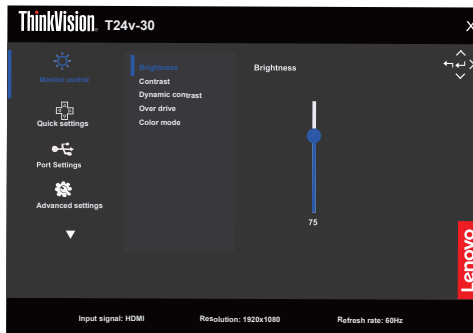 ThinkVision. T24v-30
X
Monitor control
Quick settings
Port Settings
Advanced settings
Brightness
Contrast
Dynamic contrast
Over drive
Color mode
Brightness
75
Lenovo
Input signal: HDMI Resolution: 1920x1080 Refresh rate: 60Hz